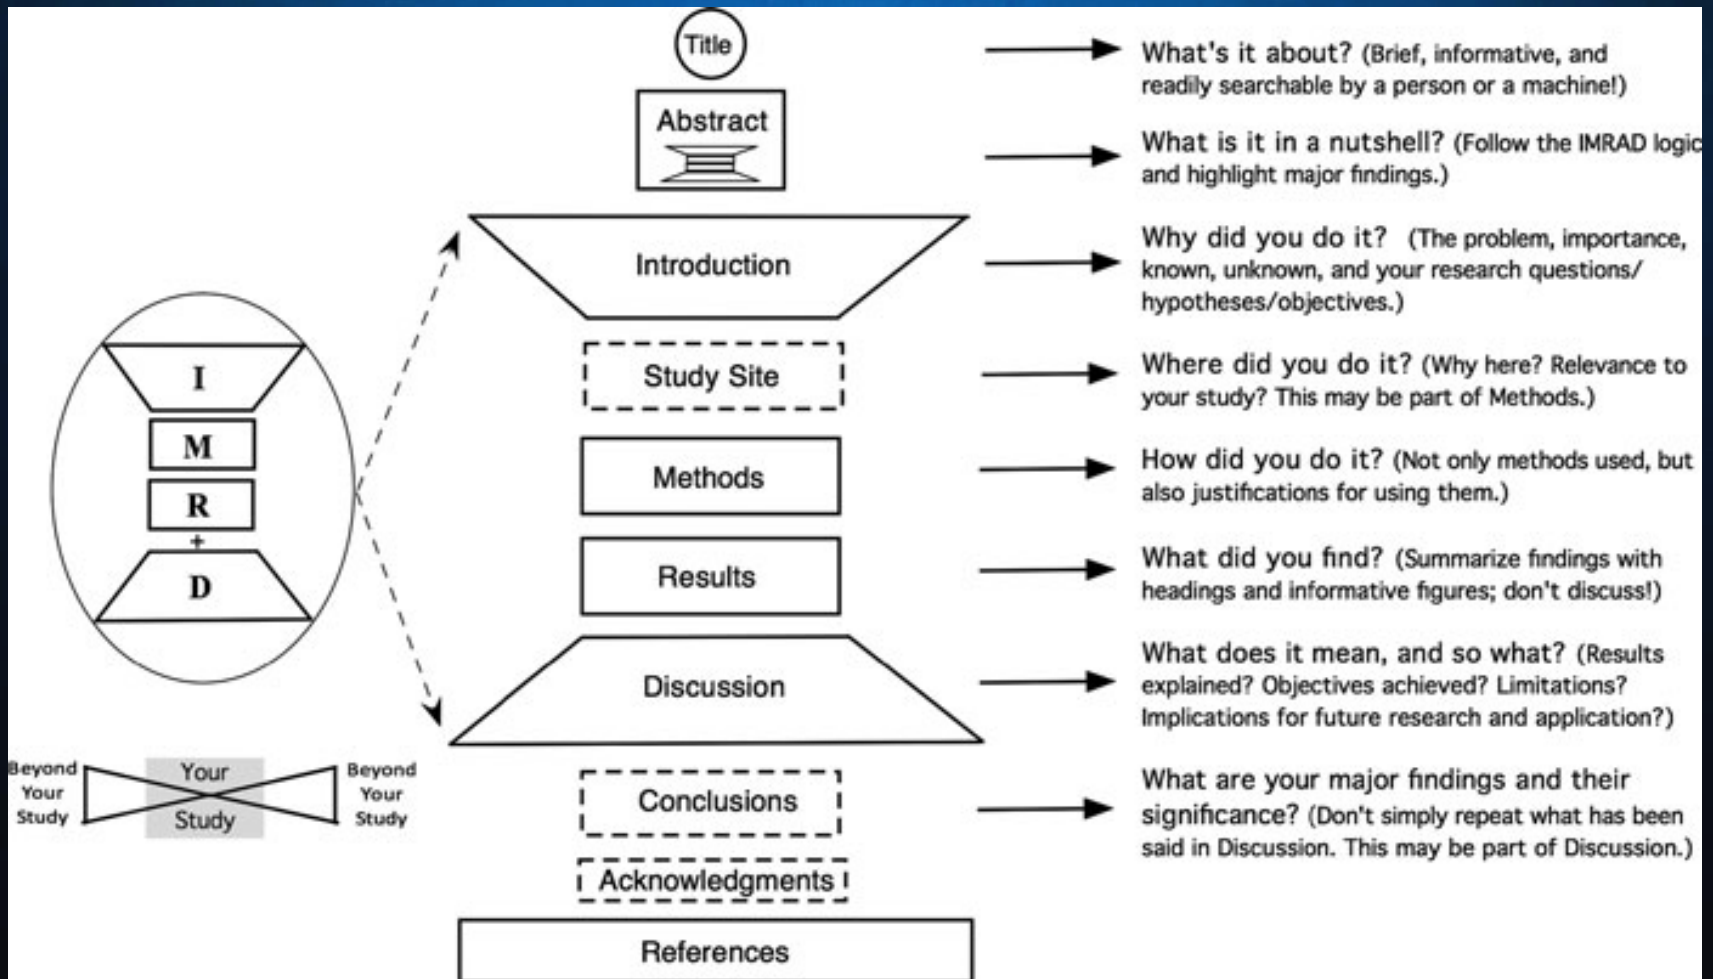 Title
What's it about? (Brief, informative, and
readily searchable by a person or a machine!)
Abstract
What is it in a nutshell? (Follow the IMRAD logic
and highlight major findings.)
Introduction
Why did you do it? (The problem, importance,
known, unknown, and your research questions/
hypotheses/objectives.)
Study Site
Where did you do it? (Why here? Relevance to
your study? This may be part of Methods.)
Methods
How did you do it? (Not only methods used, but
also justifications for using them.)
Results
What did you find? (Summarize findings with
headings and informative figures; don't discuss!)
Discussion
What does it mean, and so what? (Results
explained? Objectives achieved? Limitations?
Implications for future research and application?)
Conclusions
What are your major findings and their
significance? (Don't simply repeat what has been
said in Discussion. This may be part of Discussion.)
Acknowledgments
References
I
M
R
+
D
Beyond
Your
Study
Your
Study
Beyond
Your
Study